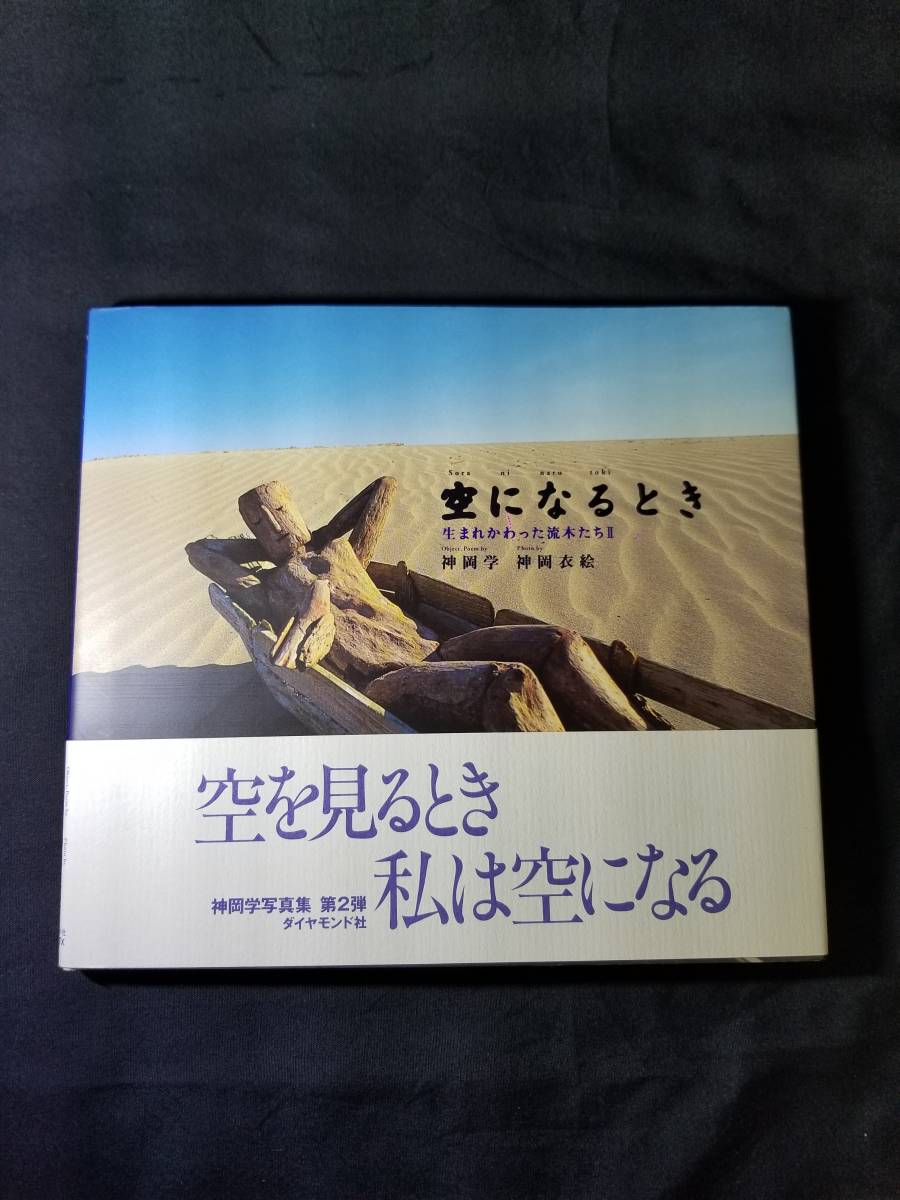 Sora ni naru toki
空になるとき
生まれかわった流木たちⅡ
Object, Poem by Photo by
神岡学 神岡衣絵
空を見るとき
私は空になる
神岡学写真集 第2弾
ダイヤモンド社